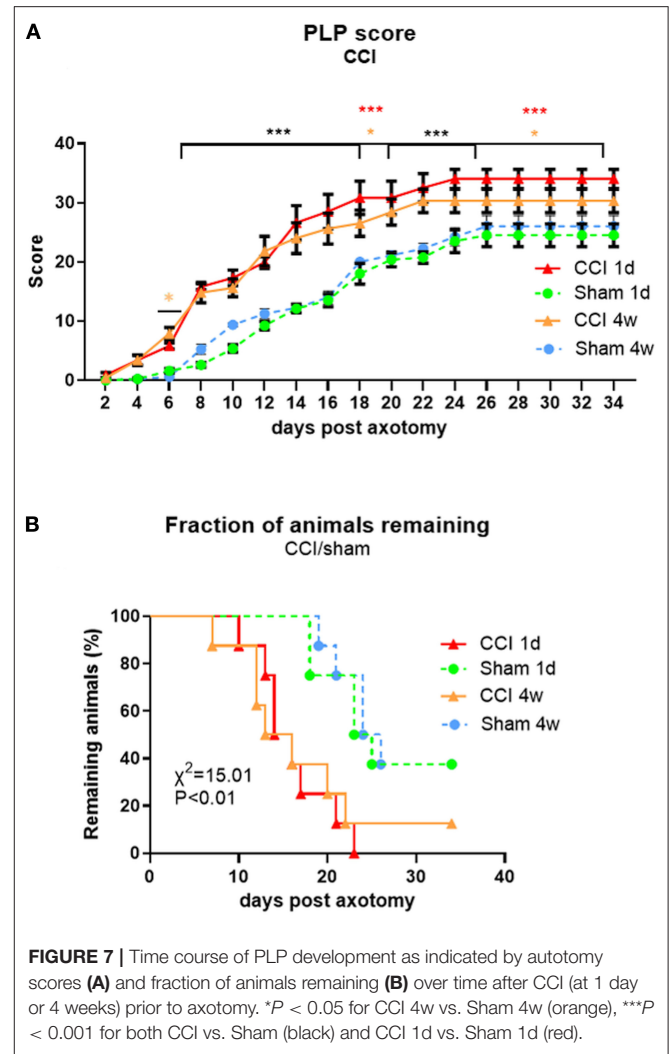 A
PLP score
CCI
***
***
***
*
***
*
40
30
20
10
0
Score
*
CCI 1d
Sham 1d
CCI 4w
Sham 4w
2 4 6 8 10 12 14 16 18 20 22 24 26 28 30 32 34
days post axotomy
B
Fraction of animals remaining
CCI/sham
100
80
60
40
20
0
Remaining animals (%)
CCI 1d
Sham 1d
CCI 4w
Sham 4w
χ²=15.01
P<0.01
0 10 20 30 40
days post axotomy
FIGURE 7 | Time course of PLP development as indicated by autotomy
scores (A) and fraction of animals remaining (B) over time after CCI (at 1 day
or 4 weeks) prior to axotomy. *P < 0.05 for CCI 4w vs. Sham 4w (orange), ***P
< 0.001 for both CCI vs. Sham (black) and CCI 1d vs. Sham 1d (red).